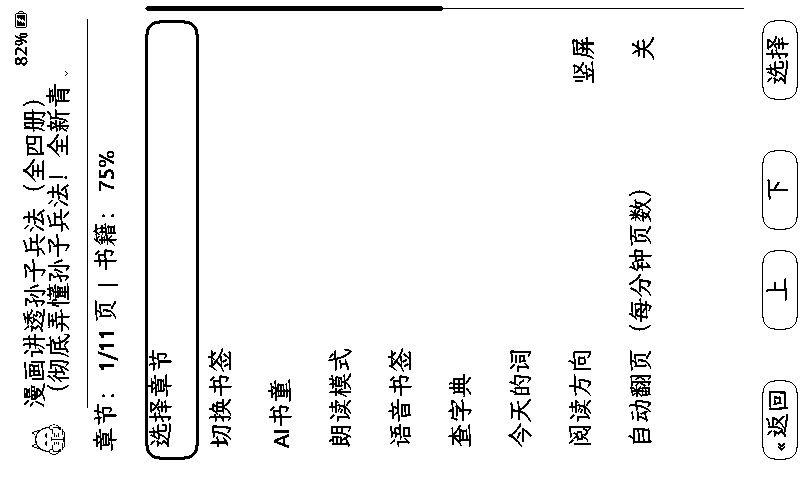 82%
漫画讲透孙子兵法（全四册）
（彻底弄懂孙子兵法！全新青
章节： 1/11 页 | 书籍： 75%
选择章节
切换书签
AI书童
朗读模式
语音书签
查字典
今天的词
阅读方向 竖屏
自动翻页（每分钟页数） 关
« 返回 上 下 选择